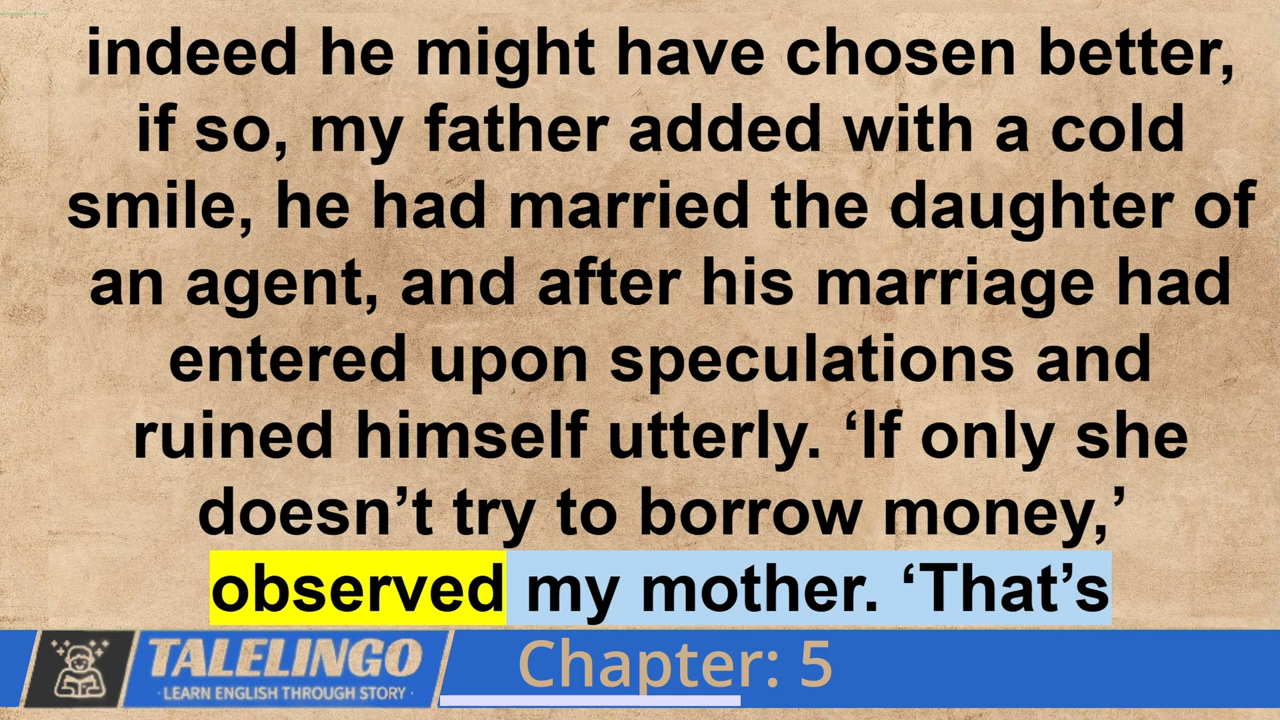 indeed he might have chosen better,
if so, my father added with a cold
smile, he had married the daughter of
an agent, and after his marriage had
entered upon speculations and
ruined himself utterly. ‘If only she
doesn’t try to borrow money,’
observed my mother. ‘That’s
TALELINGO
· LEARN ENGLISH THROUGH STORY ·
Chapter: 5